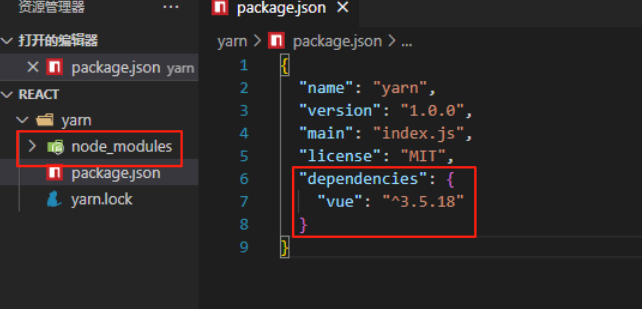 资源管理器 ...
打开的编辑器
package.json yarn
REACT
yarn
node_modules
package.json
yarn.lock
package.json
yarn > package.json > ...
1 {
2 "name": "yarn",
3 "version": "1.0.0",
4 "main": "index.js",
5 "license": "MIT",
6 "dependencies": {
7 "vue": "^3.5.18"
8 }
9 }